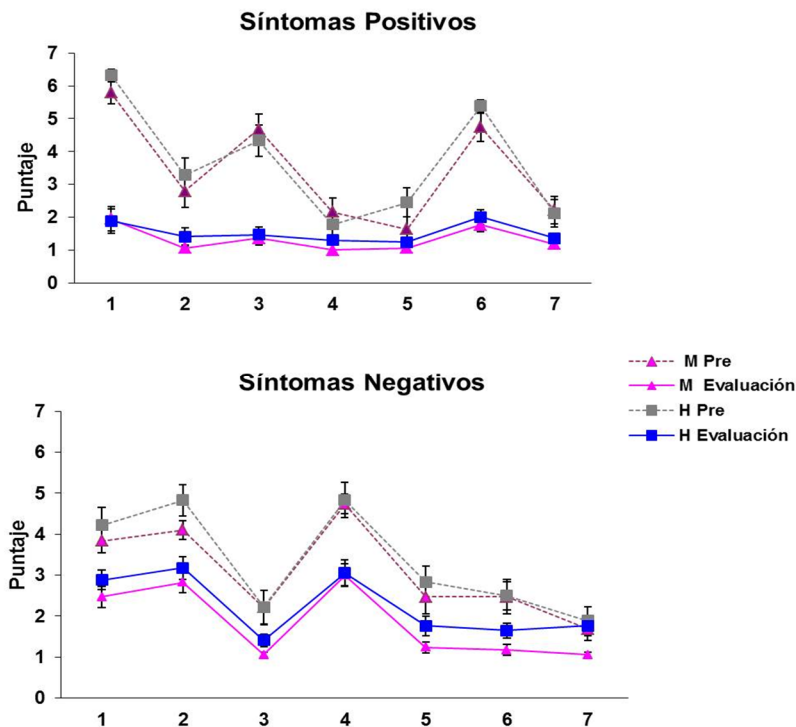 Síntomas Positivos
7
6
5
4
3
2
1
0
Puntaje
1 2 3 4 5 6 7
Síntomas Negativos
7
6
5
4
3
2
1
0
Puntaje
1 2 3 4 5 6 7
M Pre
M Evaluación
H Pre
H Evaluación